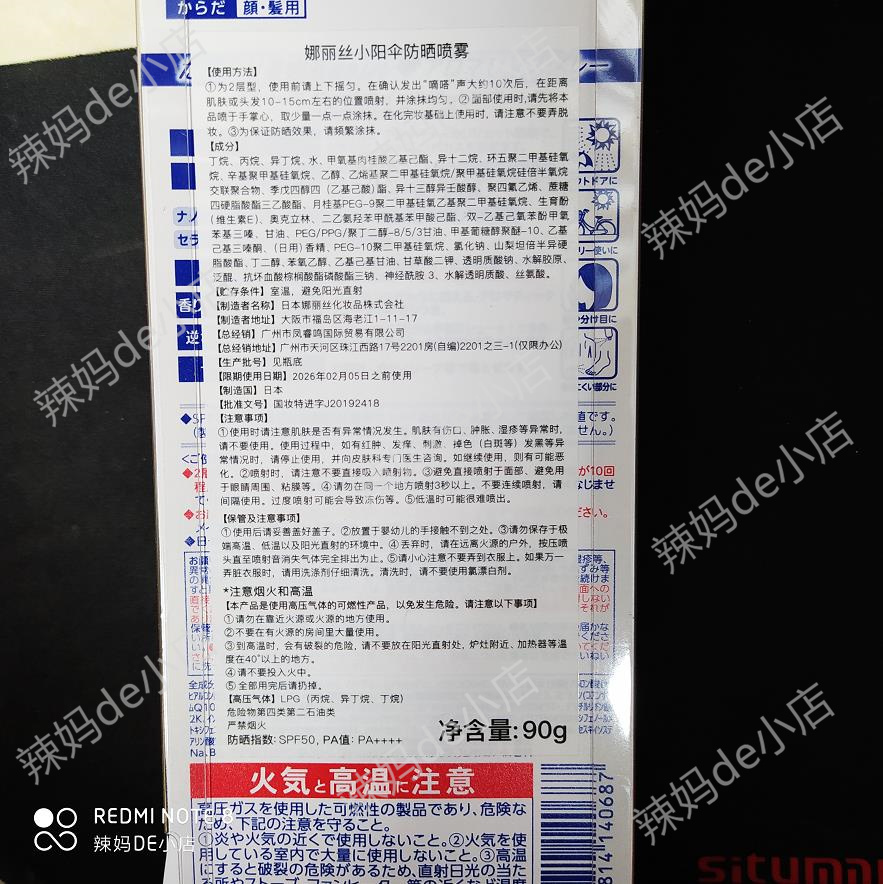 からだ 顔・髪用
娜丽丝小阳伞防晒喷雾
【使用方法】
①为2层型，使用前请上下摇匀。在确认发出“嘀嗒”声大约10次后，在距离
肌肤或头发10-15cm左右的位置喷射，并涂抹均匀。②面部使用时,请先将本
品喷于手掌心，取少量一点一点涂抹。在化完妆基础上使用时，请注意不要弄脱
妆。③为保证防晒效果，请频繁涂抹。
【成分】
丁烷、丙烷、异丁烷、水、甲氧基肉桂酸乙基己酯、异十二烷、环五聚二甲基硅氧
烷、辛基聚甲基硅氧烷、乙醇、乙烯基聚二甲基硅氧烷/聚甲基硅氧烷硅倍半氧烷
交联聚合物、季戊四醇四（乙基己酸）酯、异十三醇异壬酸酯、聚四氟乙烯、蔗糖
四硬脂酸酯三乙酸酯、月桂基PEG-9聚二甲基硅氧乙基聚二甲基硅氧烷、生育酚
（维生素E）、奥克立林、二乙氨羟苯甲酰基苯甲酸己酯、双-乙基己氧苯酚甲氧
苯基三嗪、甘油、PEG/PPG/聚丁二醇-8/5/3甘油、甲基葡糖醇聚醚-10、乙基己
基三嗪酮、（日用）香精、PEG-10聚二甲基硅氧烷、氯化钠、山梨坦倍半异硬
脂酸酯、丁二醇、苯氧乙醇、乙基己基甘油、甘草酸二钾、透明质酸钠、水解胶原、
泛醌、抗坏血酸棕榈酸酯磷酸酯三钠、神经酰胺 3、水解透明质酸、丝氨酸。
【贮存条件】室温，避免阳光直射
【制造者名称】日本娜丽丝化妆品株式会社
【制造者地址】大阪市福岛区海老江1-11-17
【总经销】广州市凤睿鸣国际贸易有限公司
【总经销地址】广州市天河区珠江西路17号2201房(自编)2201之三-1(仅限办公)
【生产批号】见瓶底
【限期使用日期】2026年02月05日之前使用
【制造国】日本
【批准文号】国妆特进字J20192418
【注意事项】
①使用时请注意肌肤是否有异常情况发生。肌肤有伤口、肿胀、湿疹等异常时，
请不要使用。使用过程中，如有红肿、发痒、刺激、掉色（白斑等）发黑等异
常情况时，请停止使用，并向皮肤科专门医生咨询。如继续使用，则有可能恶
化。②喷射时，请注意不要直接吸入喷射物。③避免直接喷射于面部、避免用
于眼睛周围、粘膜等。④请勿在同一个地方喷射3秒以上。不要连续喷射，请
间隔使用。过度喷射可能会导致冻伤等。⑤低温时可能很难喷出。
【保管及注意事项】
①使用后请妥善盖好盖子。②放置于婴幼儿的手接触不到之处。③请勿保存于极
端高温、低温以及阳光直射的环境中。④丢弃时，请在远离火源的户外，按压喷
头直至喷射音消失气体完全排出为止。⑤请小心注意不要弄到衣服上。如果万一
弄脏衣服时，请用洗涤剂仔细清洗。清洗时，请不要使用氯漂白剂。
*注意烟火和高温
【本产品是使用高压气体的可燃性产品，以免发生危险。请注意以下事项】
①请勿在靠近火源或火源的地方使用。
②不要在有火源的房间里大量使用。
③到高温时，会有破裂的危险，请不要放在阳光直射处，炉灶附近、加热器等温
度在40°以上的地方。
④请不要投入火中。
⑤全部用完后请扔掉。
【高压气体】LPG（丙烷、异丁烷、丁烷）
危险物第四类第二石油类
严禁烟火
防晒指数: SPF50, PA值: PA++++
净含量:90g
火気と高温に注意
高圧ガスを使用した可燃性の製品であり、危険な
ため、下記の注意を守ること。
①炎や火気の近くで使用しないこと。②火気を使
用している室内で大量に使用しないこと。③高温
にすると破裂の危険があるため、直射日光の当た
814140687
REDMI NOTE 8
辣妈DE小店
辣妈de小店
辣妈de小店
辣妈de小店
辣妈de小店
辣妈de小店
辣妈de小店
辣妈de小店
辣妈de小店
辣妈de小店